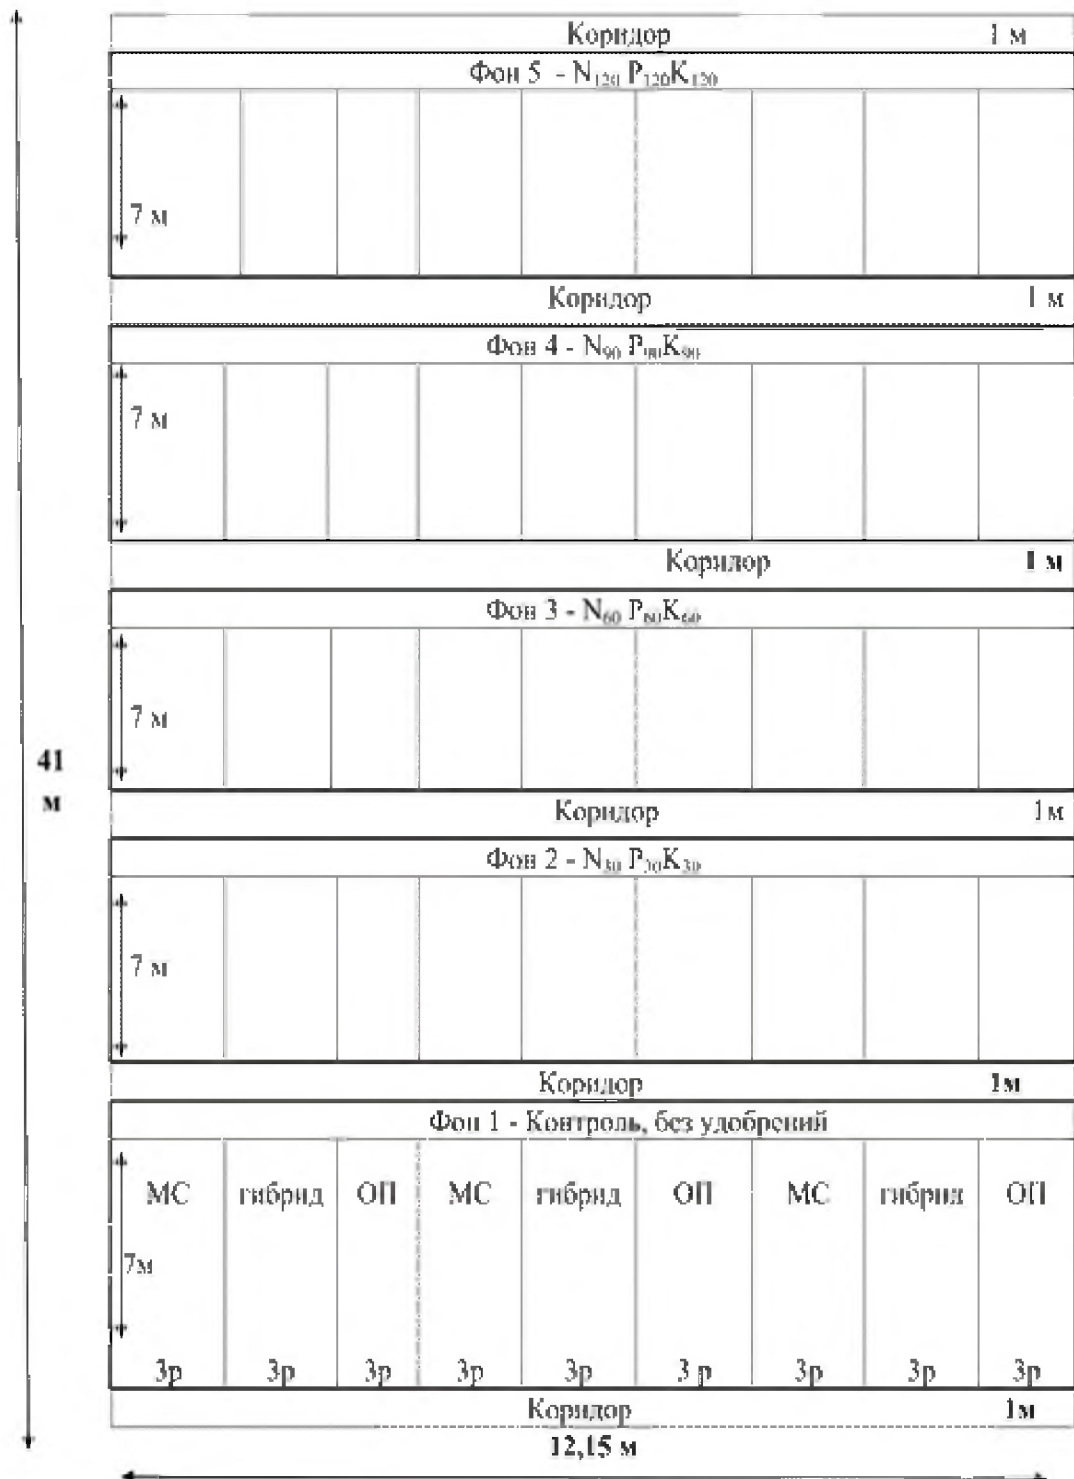 Коридор 1 м
Фон 5 - N120 P120K120
7 м
Коридор 1 м
Фон 4 - N90 P90K90
7 м
Коридор 1 м
Фон 3 - N60 P60K60
7 м
41
м
Коридор 1м
Фон 2 - N30 P30K30
7 м
Коридор 1м
Фон 1 - Контроль, без удобрений
МС гибрид ОП МС гибрид ОП МС гибрид ОП
7м
3р 3р 3р 3р 3р 3 р 3р 3р 3р
Коридор 1м
12,15 м